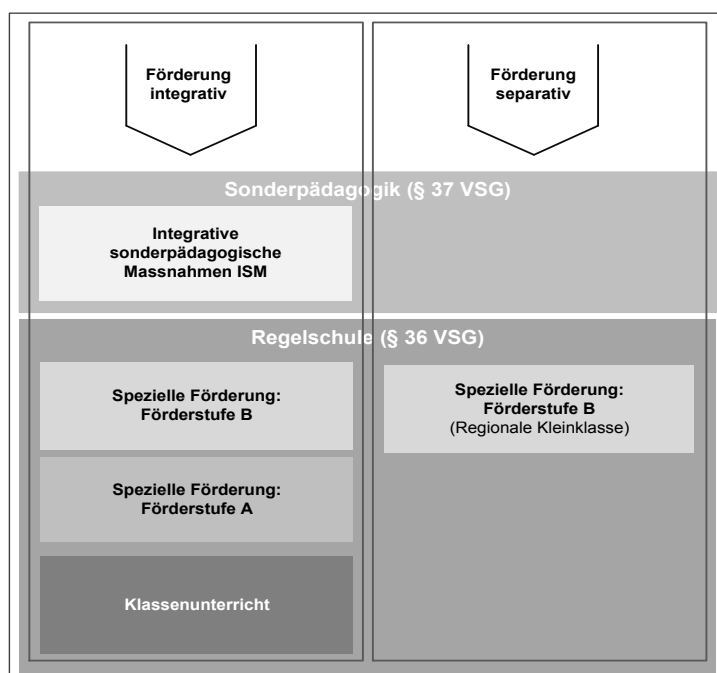 Förderung
integrativ
Förderung
separativ
Sonderpädagogik (§ 37 VSG)
Integrative
sonderpädagogische
Massnahmen ISM
Regelschule (§ 36 VSG)
Spezielle Förderung:
Förderstufe B
Spezielle Förderung:
Förderstufe B
(Regionale Kleinklasse)
Spezielle Förderung:
Förderstufe A
Klassenunterricht